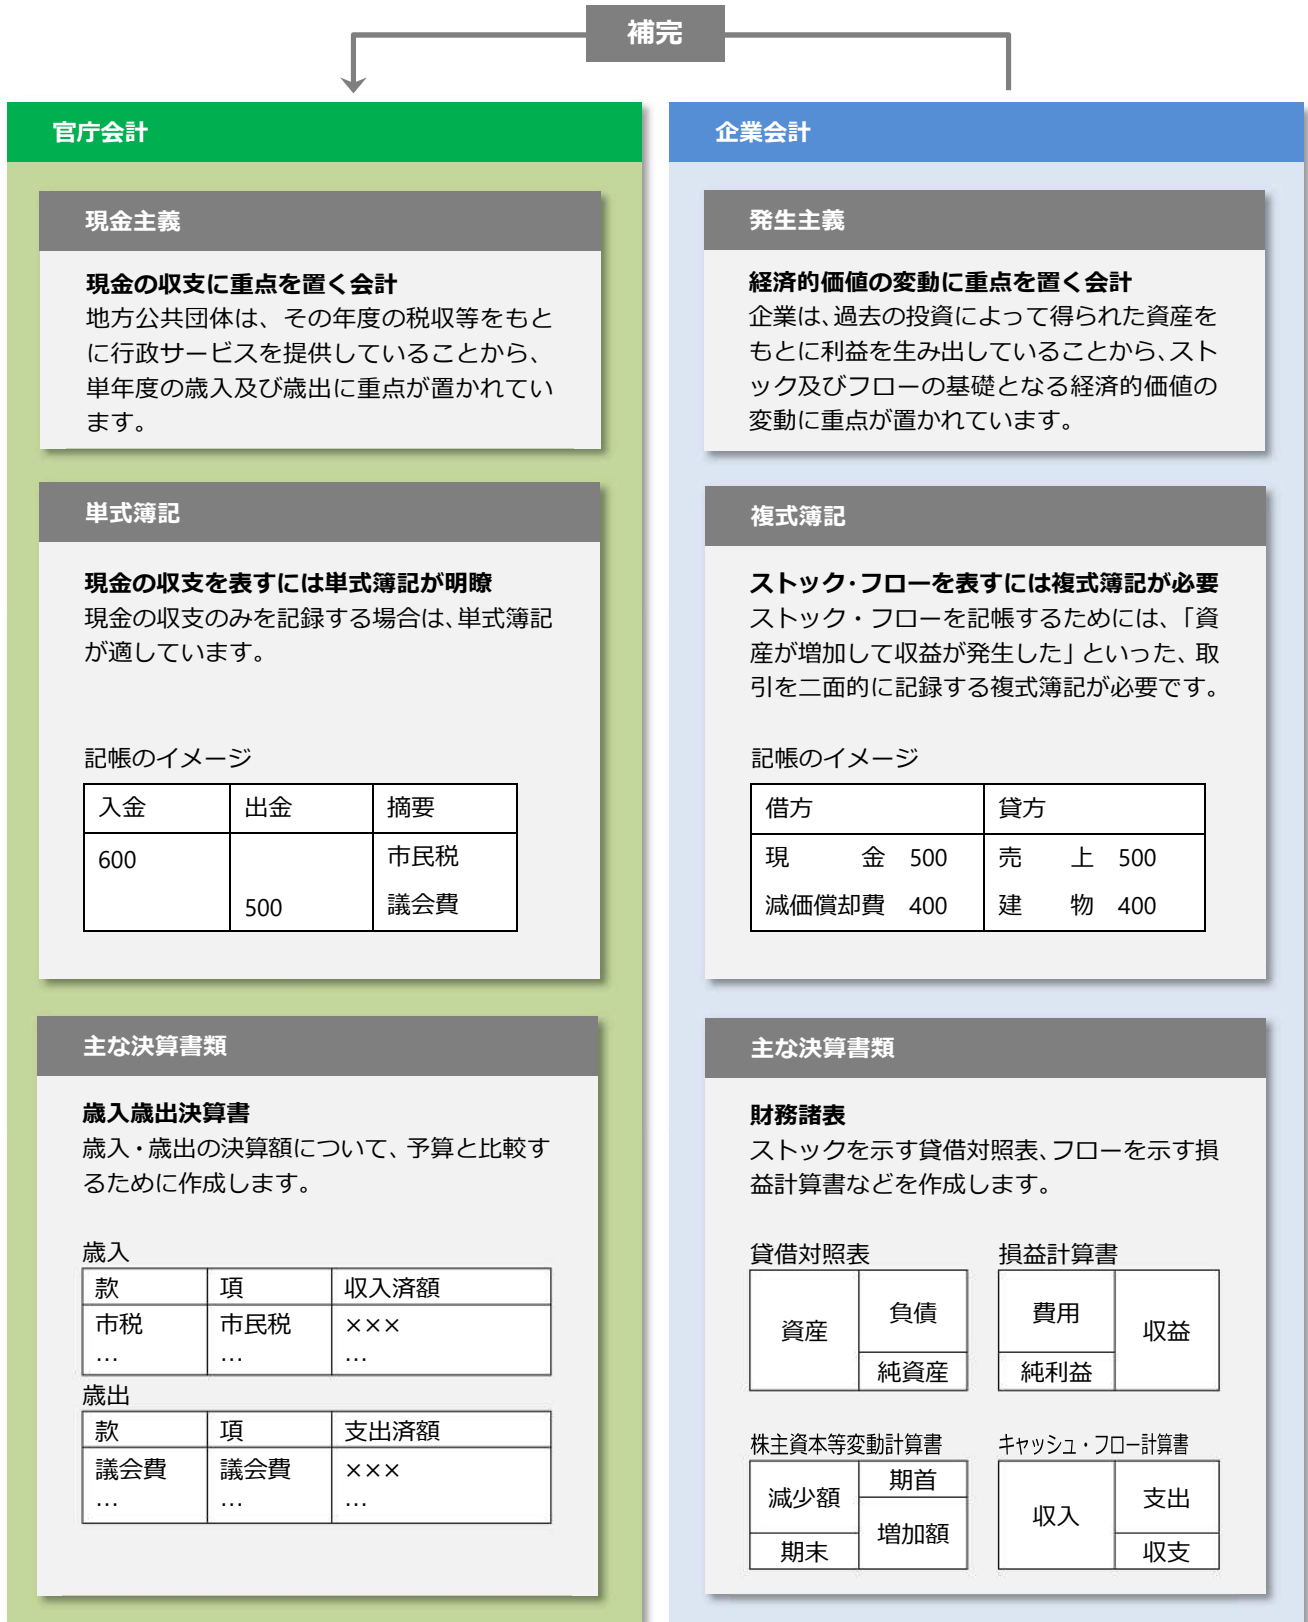 補完
官庁会計
現金主義
現金の収支に重点を置く会計
地方公共団体は、その年度の税収等をもと
に行政サービスを提供していることから、
単年度の歳入及び歳出に重点が置かれてい
ます。
単式簿記
現金の収支を表すには単式簿記が明瞭
現金の収支のみを記録する場合は、単式簿記
が適しています。
記帳のイメージ
入金 出金 摘要
600 市民税
500 議会費
主な決算書類
歳入歳出決算書
歳入・歳出の決算額について、予算と比較す
るために作成します。
歳入
款 項 収入済額
市税 市民税 ×××
… … …
歳出
款 項 支出済額
議会費 議会費 ×××
… … …
企業会計
発生主義
経済的価値の変動に重点を置く会計
企業は、過去の投資によって得られた資産を
もとに利益を生み出していることから、スト
ック及びフローの基礎となる経済的価値の
変動に重点が置かれています。
複式簿記
ストック・フローを表すには複式簿記が必要
ストック・フローを記帳するためには、「資
産が増加して収益が発生した」といった、取
引を二面的に記録する複式簿記が必要です。
記帳のイメージ
借方 貸方
現 金 500 売 上 500
減価償却費 400 建 物 400
主な決算書類
財務諸表
ストックを示す貸借対照表、フローを示す損
益計算書などを作成します。
貸借対照表
資産
負債
純資産
損益計算書
費用
純利益
収益
株主資本等変動計算書
減少額
期末
期首
増加額
キャッシュ・フロー計算書
収入
支出
収支